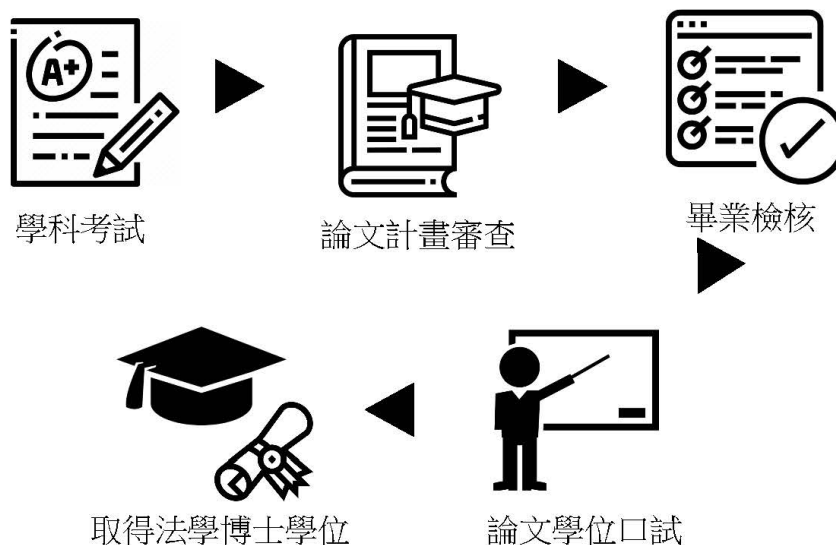 A+
學科考試
論文計畫審查
畢業檢核
論文學位口試
取得法學博士學位